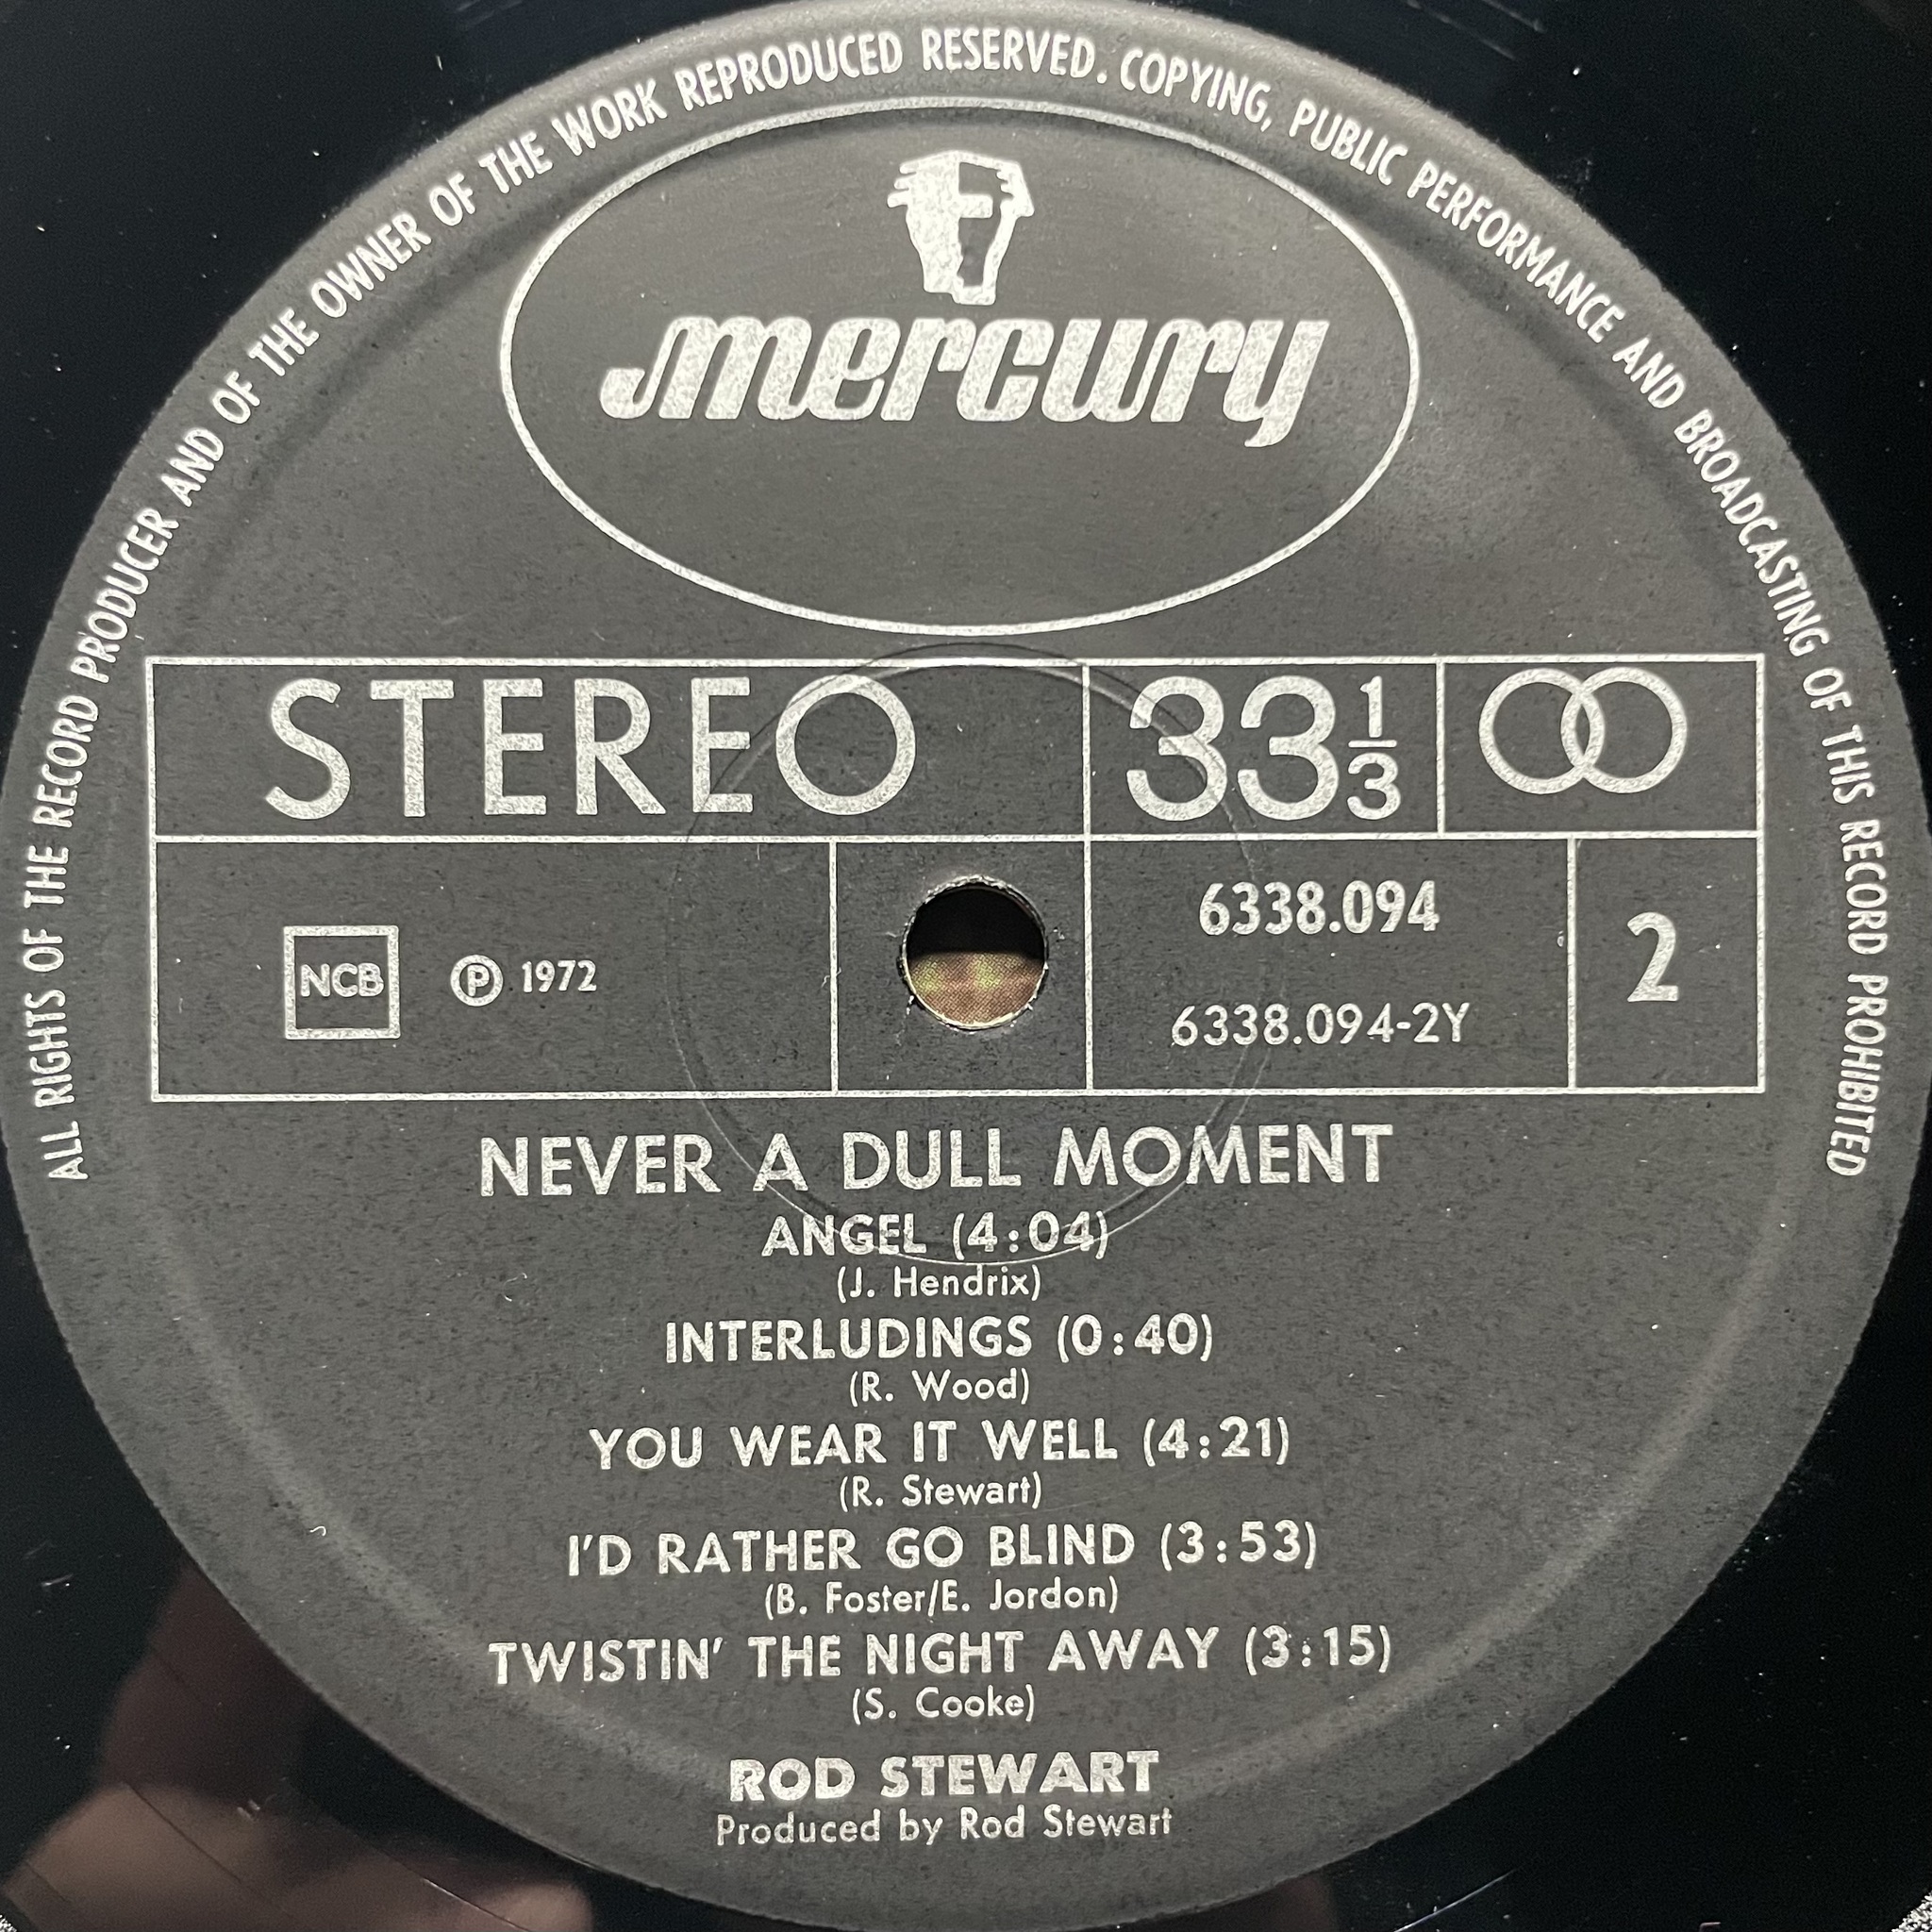 ALL RIGHTS OF THE RECORD PRODUCER AND OF THE OWNER OF THE WORK REPRODUCED RESERVED. COPYING, PUBLIC PERFORMANCE AND BROADCASTING OF THIS RECORD PROHIBITED
mercury
STEREO 33 1/3
NCB ℗ 1972
6338.094
6338.094-2Y
2
NEVER A DULL MOMENT
ANGEL (4:04)
(J. Hendrix)
INTERLUDINGS (0:40)
(R. Wood)
YOU WEAR IT WELL (4:21)
(R. Stewart)
I'D RATHER GO BLIND (3:53)
(B. Foster/E. Jordon)
TWISTIN' THE NIGHT AWAY (3:15)
(S. Cooke)
ROD STEWART
Produced by Rod Stewart